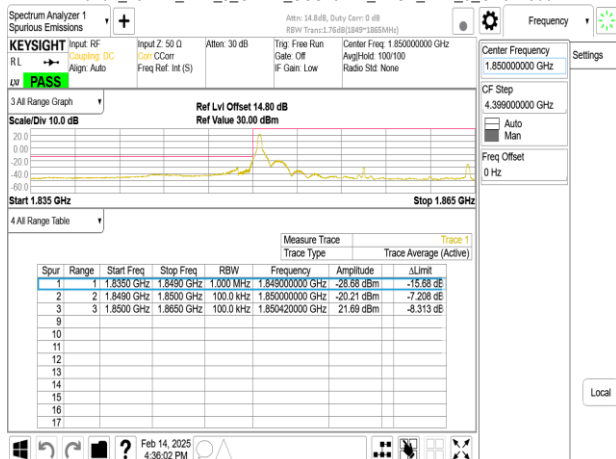 Spectrum Analyzer 1
Spurious Emissions
+
Attn: 14.8dB, Duty Corr: 0 dB
RBW Trans:1.76dB(1849~1865MHz)
Frequency
KEYSIGHT
RL
LXI
PASS
Input: RF
Coupling: DC
Align: Auto
Input Z: 50 Ω
Corr CCorr
Freq Ref: Int (S)
Atten: 30 dB
Trig: Free Run
Gate: Off
IF Gain: Low
Center Freq: 1.850000000 GHz
Avg|Hold: 100/100
Radio Std: None
Center Frequency
1.850000000 GHz
Settings
CF Step
4.399000000 GHz
Auto
Man
Freq Offset
0 Hz
3 All Range Graph
Scale/Div 10.0 dB
Ref Lvl Offset 14.80 dB
Ref Value 30.00 dBm
20.0
0.00
-20.0
-40.0
-60.0
Start 1.835 GHz
Stop 1.865 GHz
4 All Range Table
Measure Trace Trace 1
Trace Type Trace Average (Active)
Spur Range Start Freq Stop Freq RBW Frequency Amplitude ΔLimit
1 1 1.8350 GHz 1.8490 GHz 1.000 MHz 1.849000000 GHz -28.68 dBm -15.68 dB
2 2 1.8490 GHz 1.8500 GHz 100.0 kHz 1.850000000 GHz -20.21 dBm -7.208 dB
3 3 1.8500 GHz 1.8650 GHz 100.0 kHz 1.850420000 GHz 21.69 dBm -8.313 dB
9
10
11
12
13
14
15
16
17
Local
?
Feb 14, 2025
4:36:02 PM